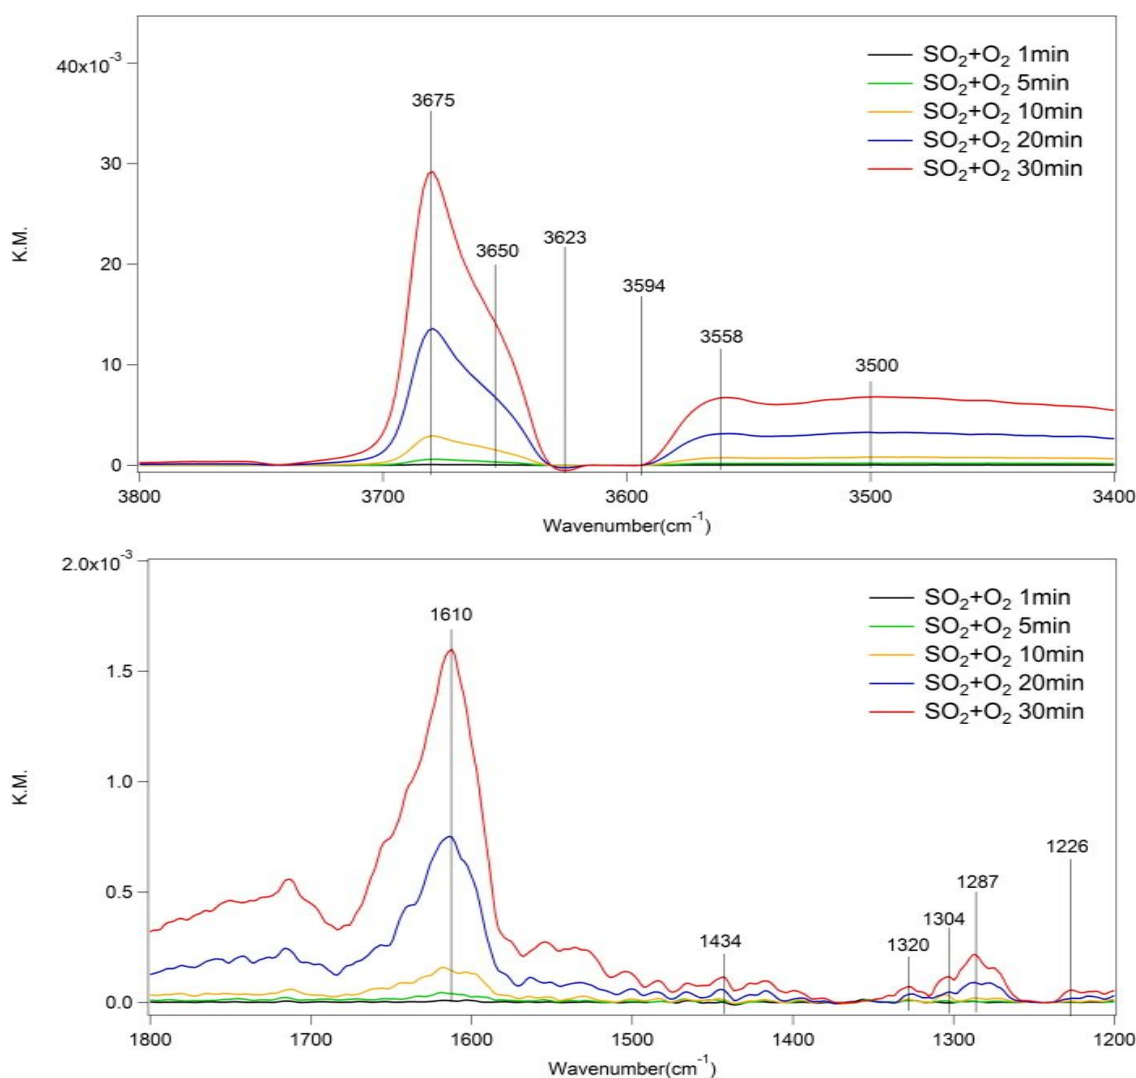 40x10⁻³
30
20
10
0
K.M.
3675
3650
3623
3594
3558
3500
SO₂+O₂ 1min
SO₂+O₂ 5min
SO₂+O₂ 10min
SO₂+O₂ 20min
SO₂+O₂ 30min
3800
3700
3600
3500
3400
Wavenumber(cm⁻¹)
2.0x10⁻³
1.5
1.0
0.5
0.0
K.M.
1610
1434
1320
1304
1287
1226
SO₂+O₂ 1min
SO₂+O₂ 5min
SO₂+O₂ 10min
SO₂+O₂ 20min
SO₂+O₂ 30min
1800
1700
1600
1500
1400
1300
1200
Wavenumber(cm⁻¹)